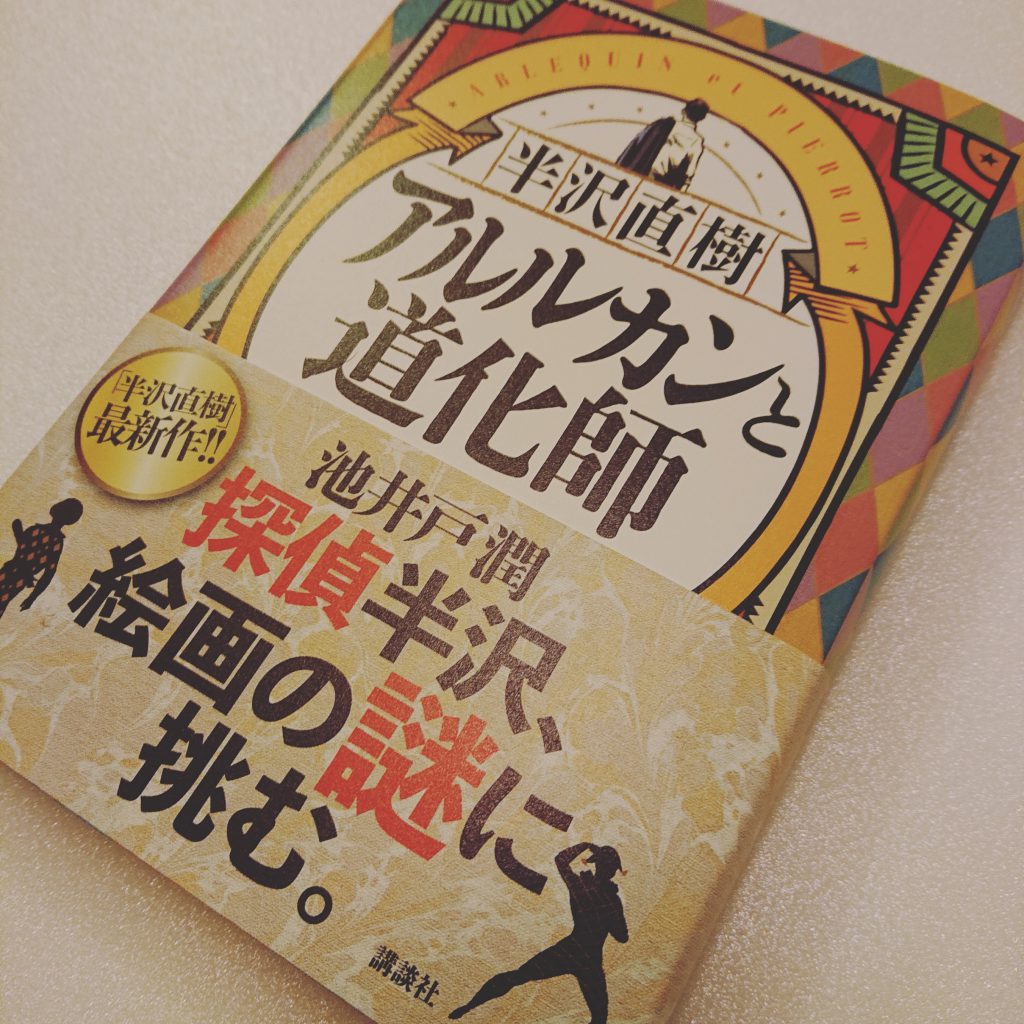 ARLEQUIN et PIERROT
半沢直樹
アルルカンと
道化師
「半沢直樹」
最新作!!
池井戸潤
探偵半沢、
絵画の謎に
挑む。
講談社